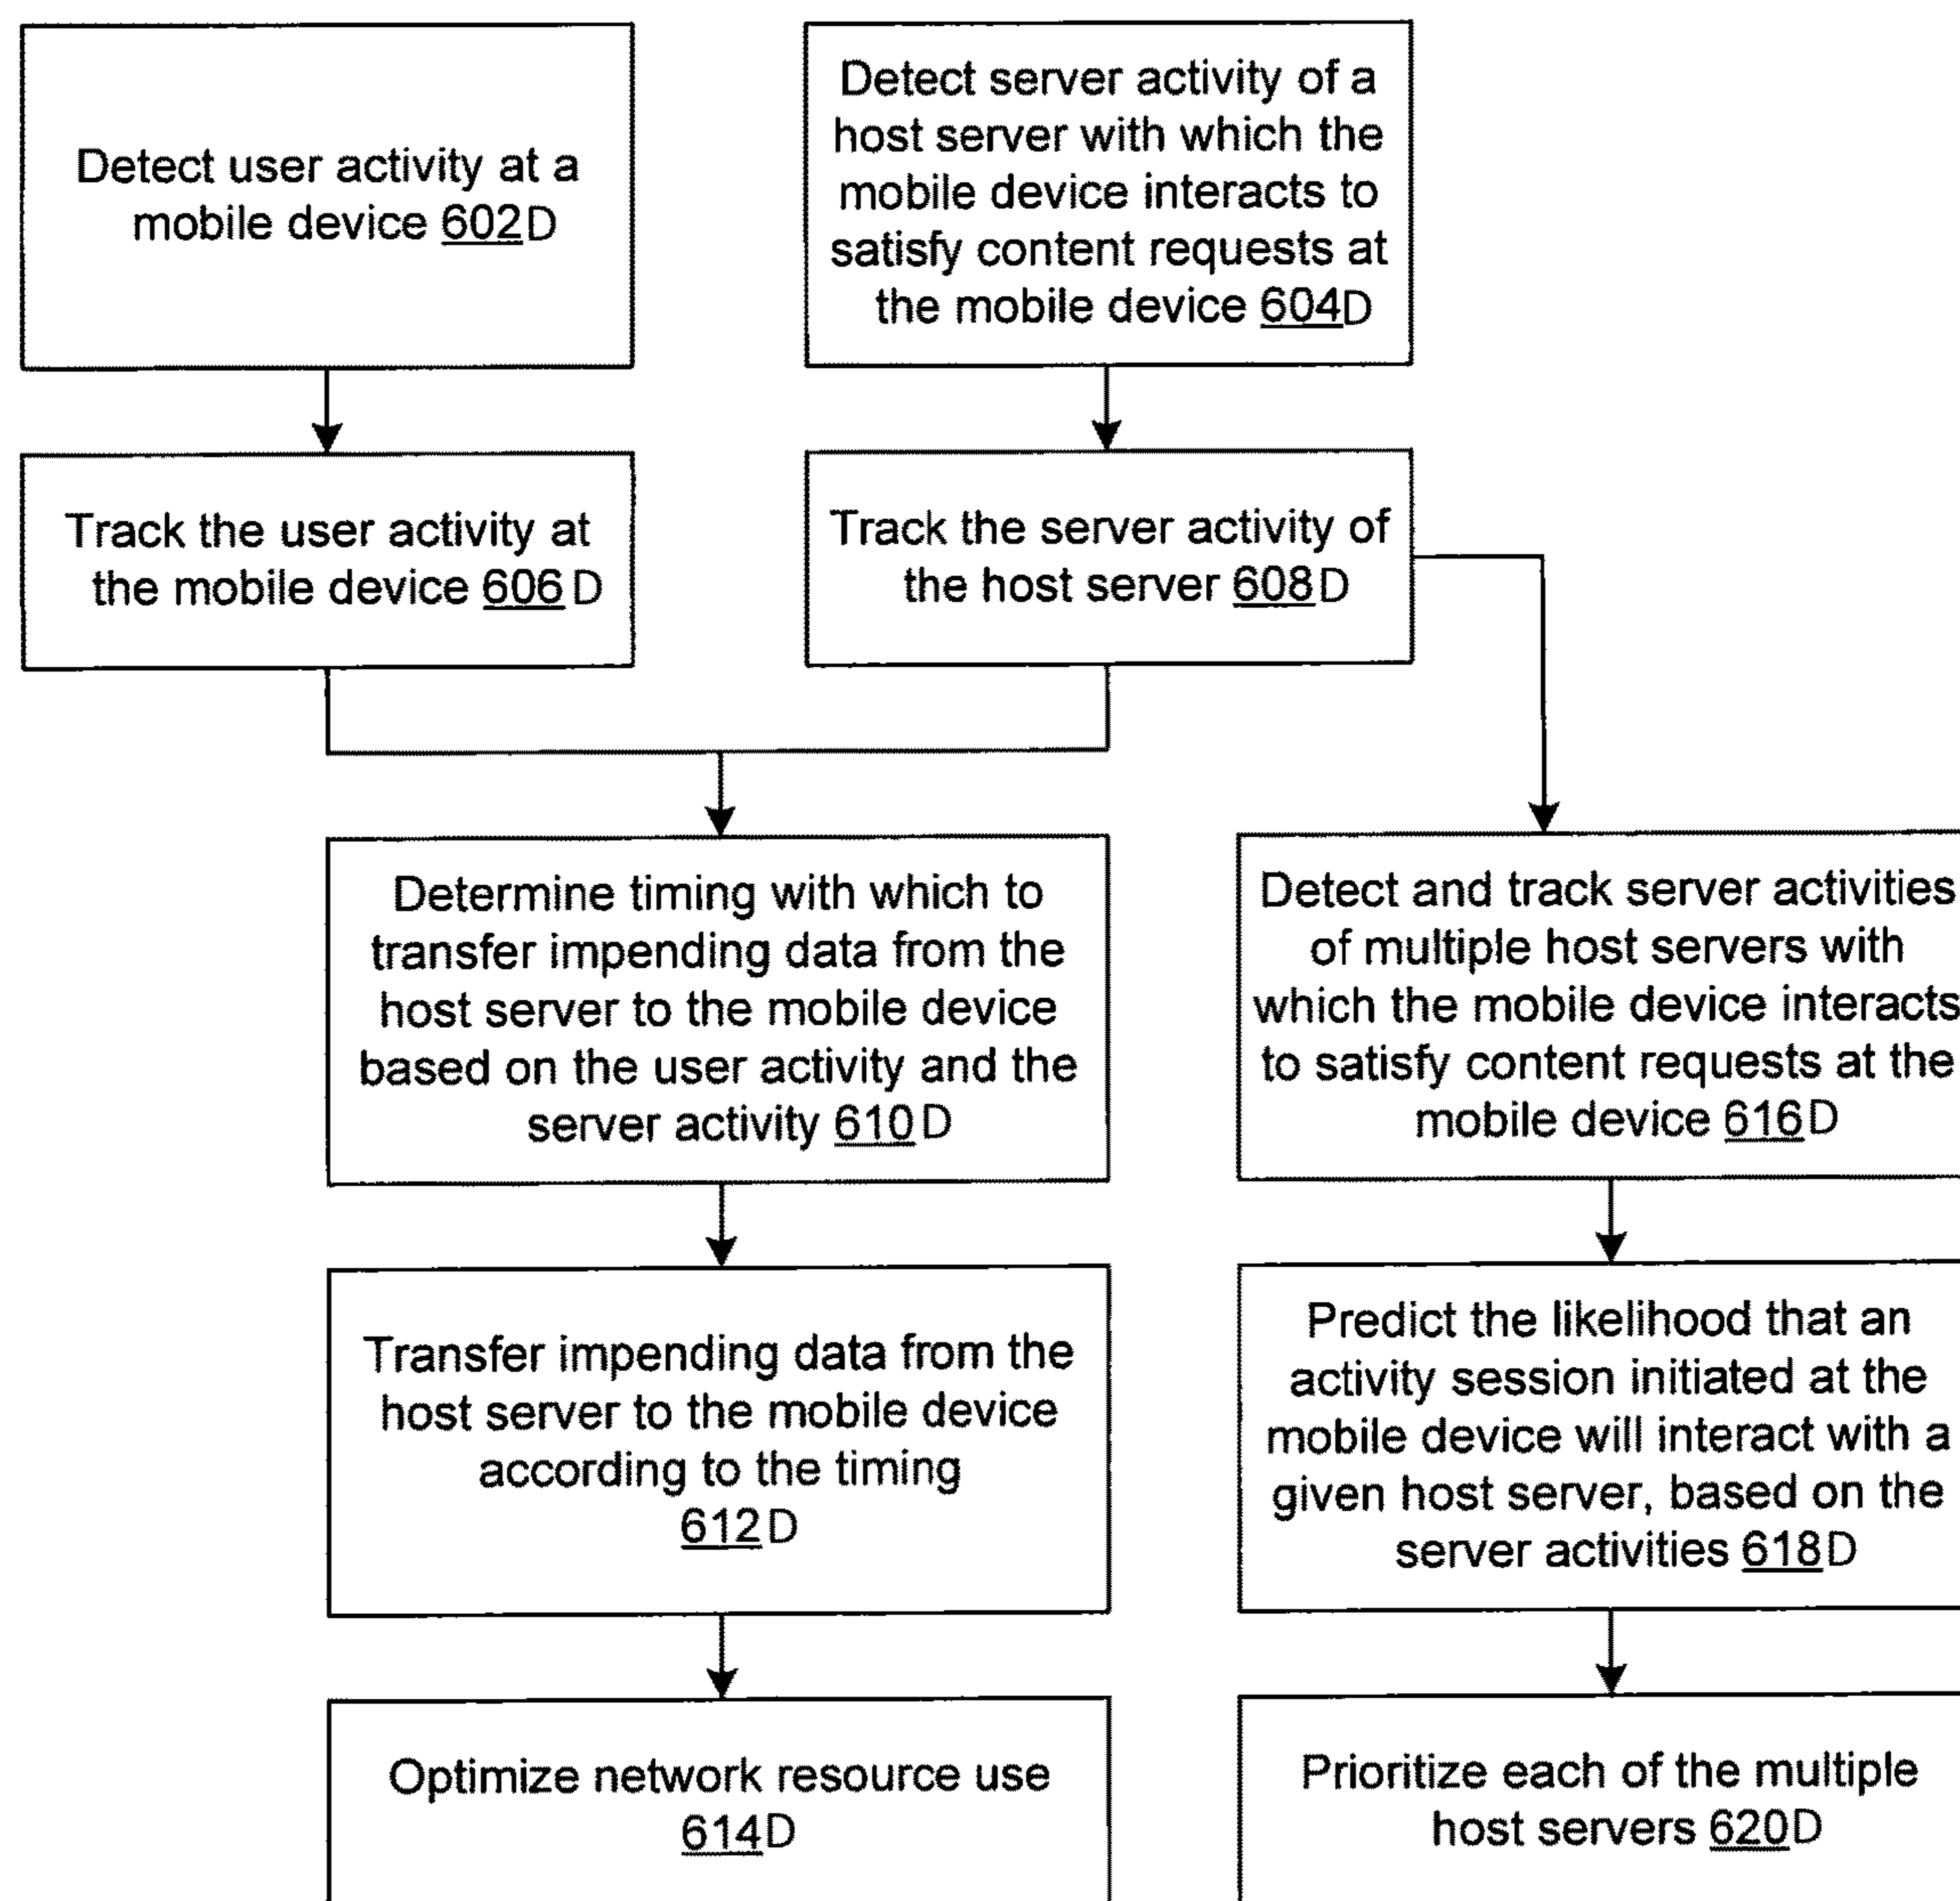 Detect user activity at a
mobile device 602D
Detect server activity of a
host server with which the
mobile device interacts to
satisfy content requests at
the mobile device 604D
Track the user activity at
the mobile device 606 D
Track the server activity of
the host server 608D
Determine timing with which to
transfer impending data from the
host server to the mobile device
based on the user activity and the
server activity 610 D
Detect and track server activities
of multiple host servers with
which the mobile device interacts
to satisfy content requests at the
mobile device 616D
Transfer impending data from the
host server to the mobile device
according to the timing
612D
Predict the likelihood that an
activity session initiated at the
mobile device will interact with a
given host server, based on the
server activities 618D
Optimize network resource use
614D
Prioritize each of the multiple
host servers 620D